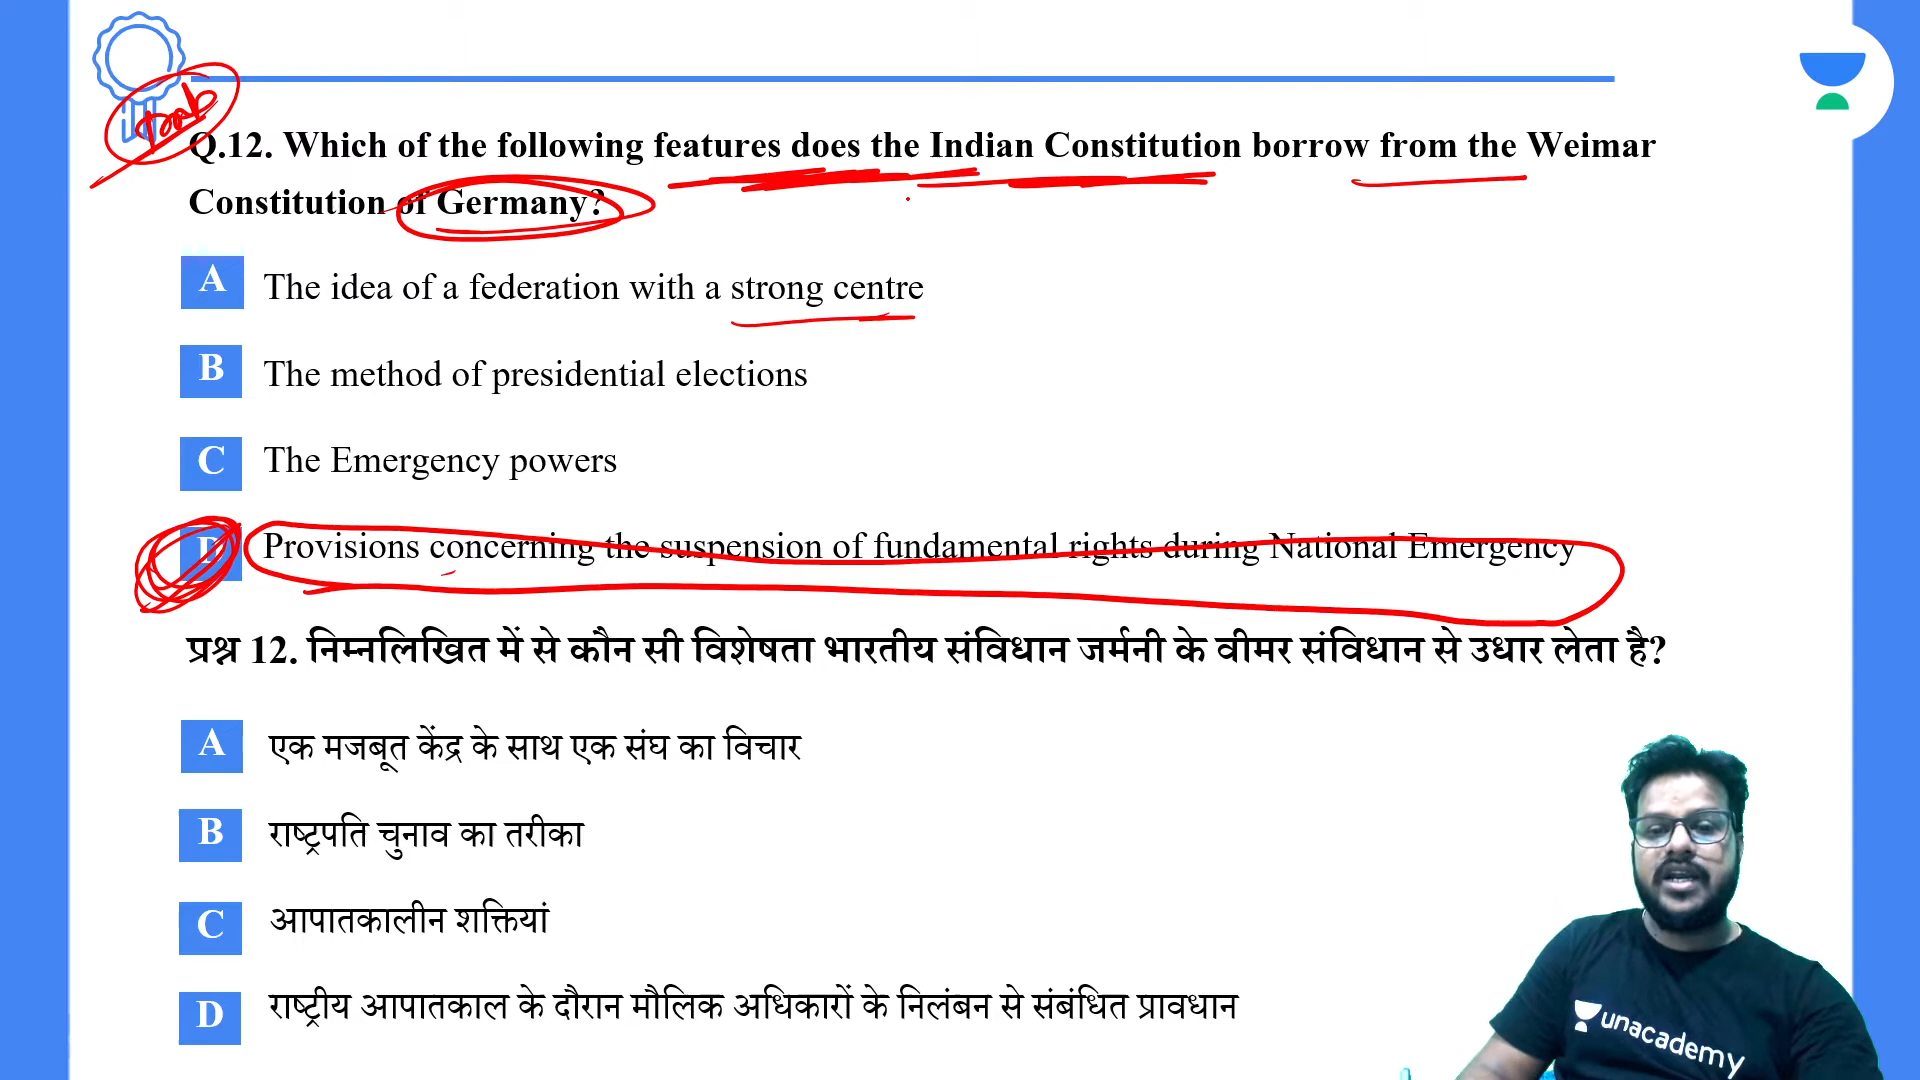 Q.12. Which of the following features does the Indian Constitution borrow from the Weimar
Constitution of Germany?
A The idea of a federation with a strong centre
B The method of presidential elections
C The Emergency powers
D Provisions concerning the suspension of fundamental rights during National Emergency
प्रश्न 12. निम्नलिखित में से कौन सी विशेषता भारतीय संविधान जर्मनी के वीमर संविधान से उधार लेता है?
A एक मजबूत केंद्र के साथ एक संघ का विचार
B राष्ट्रपति चुनाव का तरीका
C आपातकालीन शक्तियां
D राष्ट्रीय आपातकाल के दौरान मौलिक अधिकारों के निलंबन से संबंधित प्रावधान
unacademy